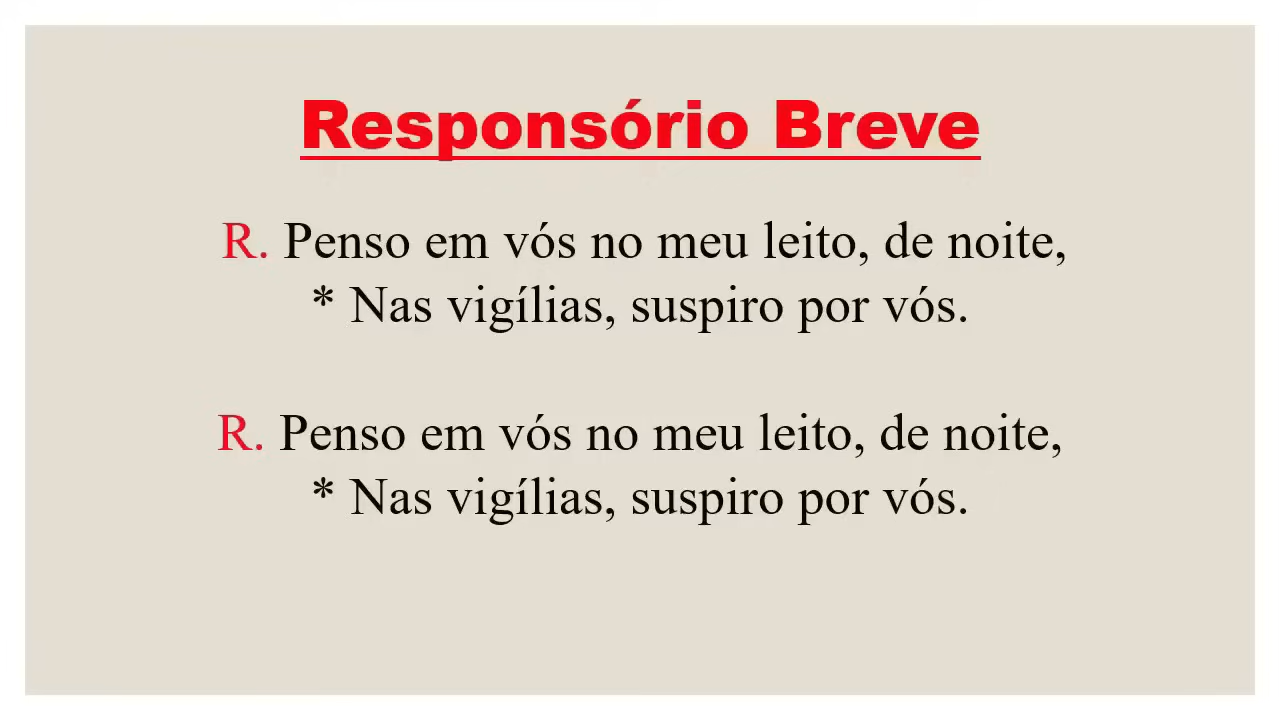 Responsório Breve
R. Penso em vós no meu leito, de noite,
* Nas vigílias, suspiro por vós.
R. Penso em vós no meu leito, de noite,
* Nas vigílias, suspiro por vós.